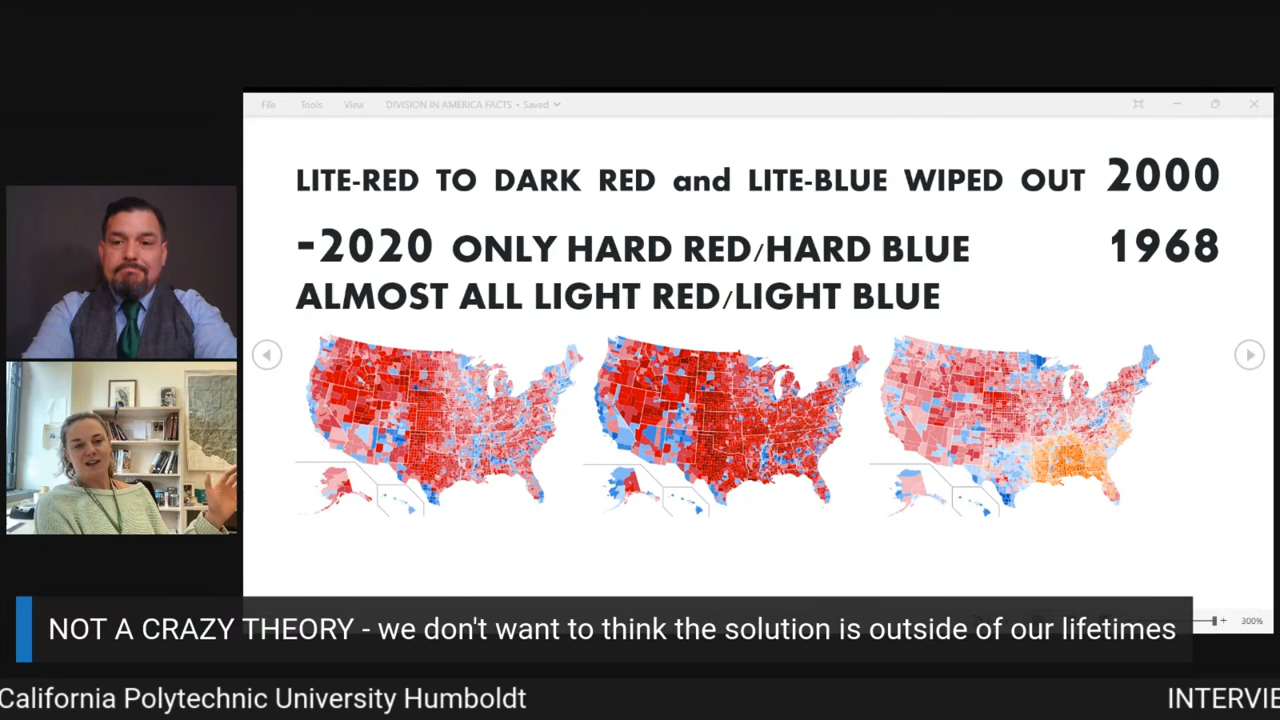 File Tools View DIVISION IN AMERICA FACTS • Saved
LITE-RED TO DARK RED and LITE-BLUE WIPED OUT 2000
-2020 ONLY HARD RED/HARD BLUE 1968
ALMOST ALL LIGHT RED/LIGHT BLUE
+ 300%
NOT A CRAZY THEORY - we don't want to think the solution is outside of our lifetimes
California Polytechnic University Humboldt INTERVIE